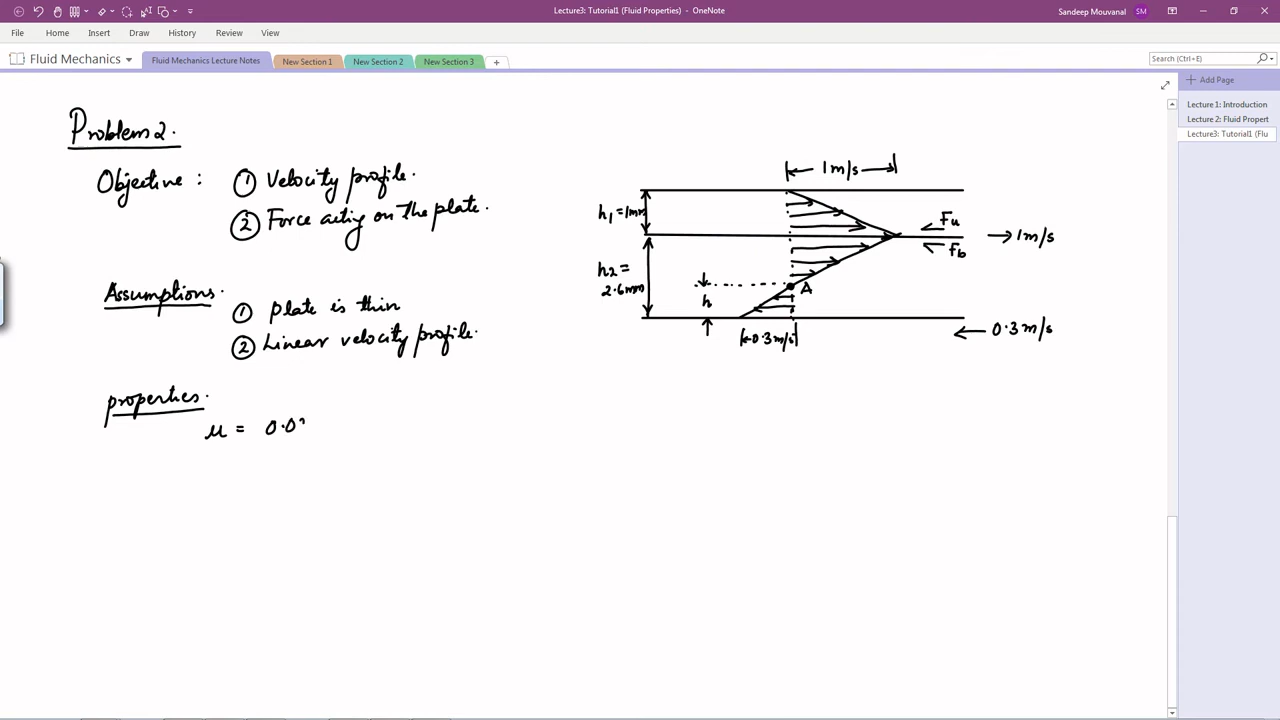 Lecture3: Tutorial1 (Fluid Properties) - OneNote
Sandeep Mouvanal SM
File Home Insert Draw History Review View
Fluid Mechanics
Fluid Mechanics Lecture Notes New Section 1 New Section 2 New Section 3 +
Search (Ctrl+E)
Add Page
Lecture 1: Introduction
Lecture 2: Fluid Propert
Lecture3: Tutorial1 (Flu
Problem 2.
Objective : ① Velocity profile.
② Force acting on the plate.
Assumptions.
① plate is thin
② Linear velocity profile.
properties.
μ = 0.0
1m/s
h1 = 1mm
Fu
1m/s
Fb
h2 =
2.6mm
A
h
0.3m/s
0.3m/s